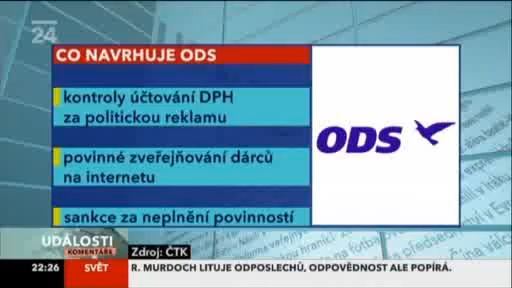 24
CO NAVRHUJE ODS
kontroly účtování DPH
za politickou reklamu
povinné zveřejňování dárců
na internetu
sankce za neplnění povinností
ODS
UDÁLOSTI
KOMENTÁŘE
Zdroj: ČTK
22:26 SVĚT R. MURDOCH LITUJE ODPOSLECHŮ, ODPOVĚDNOST ALE POPÍRÁ.